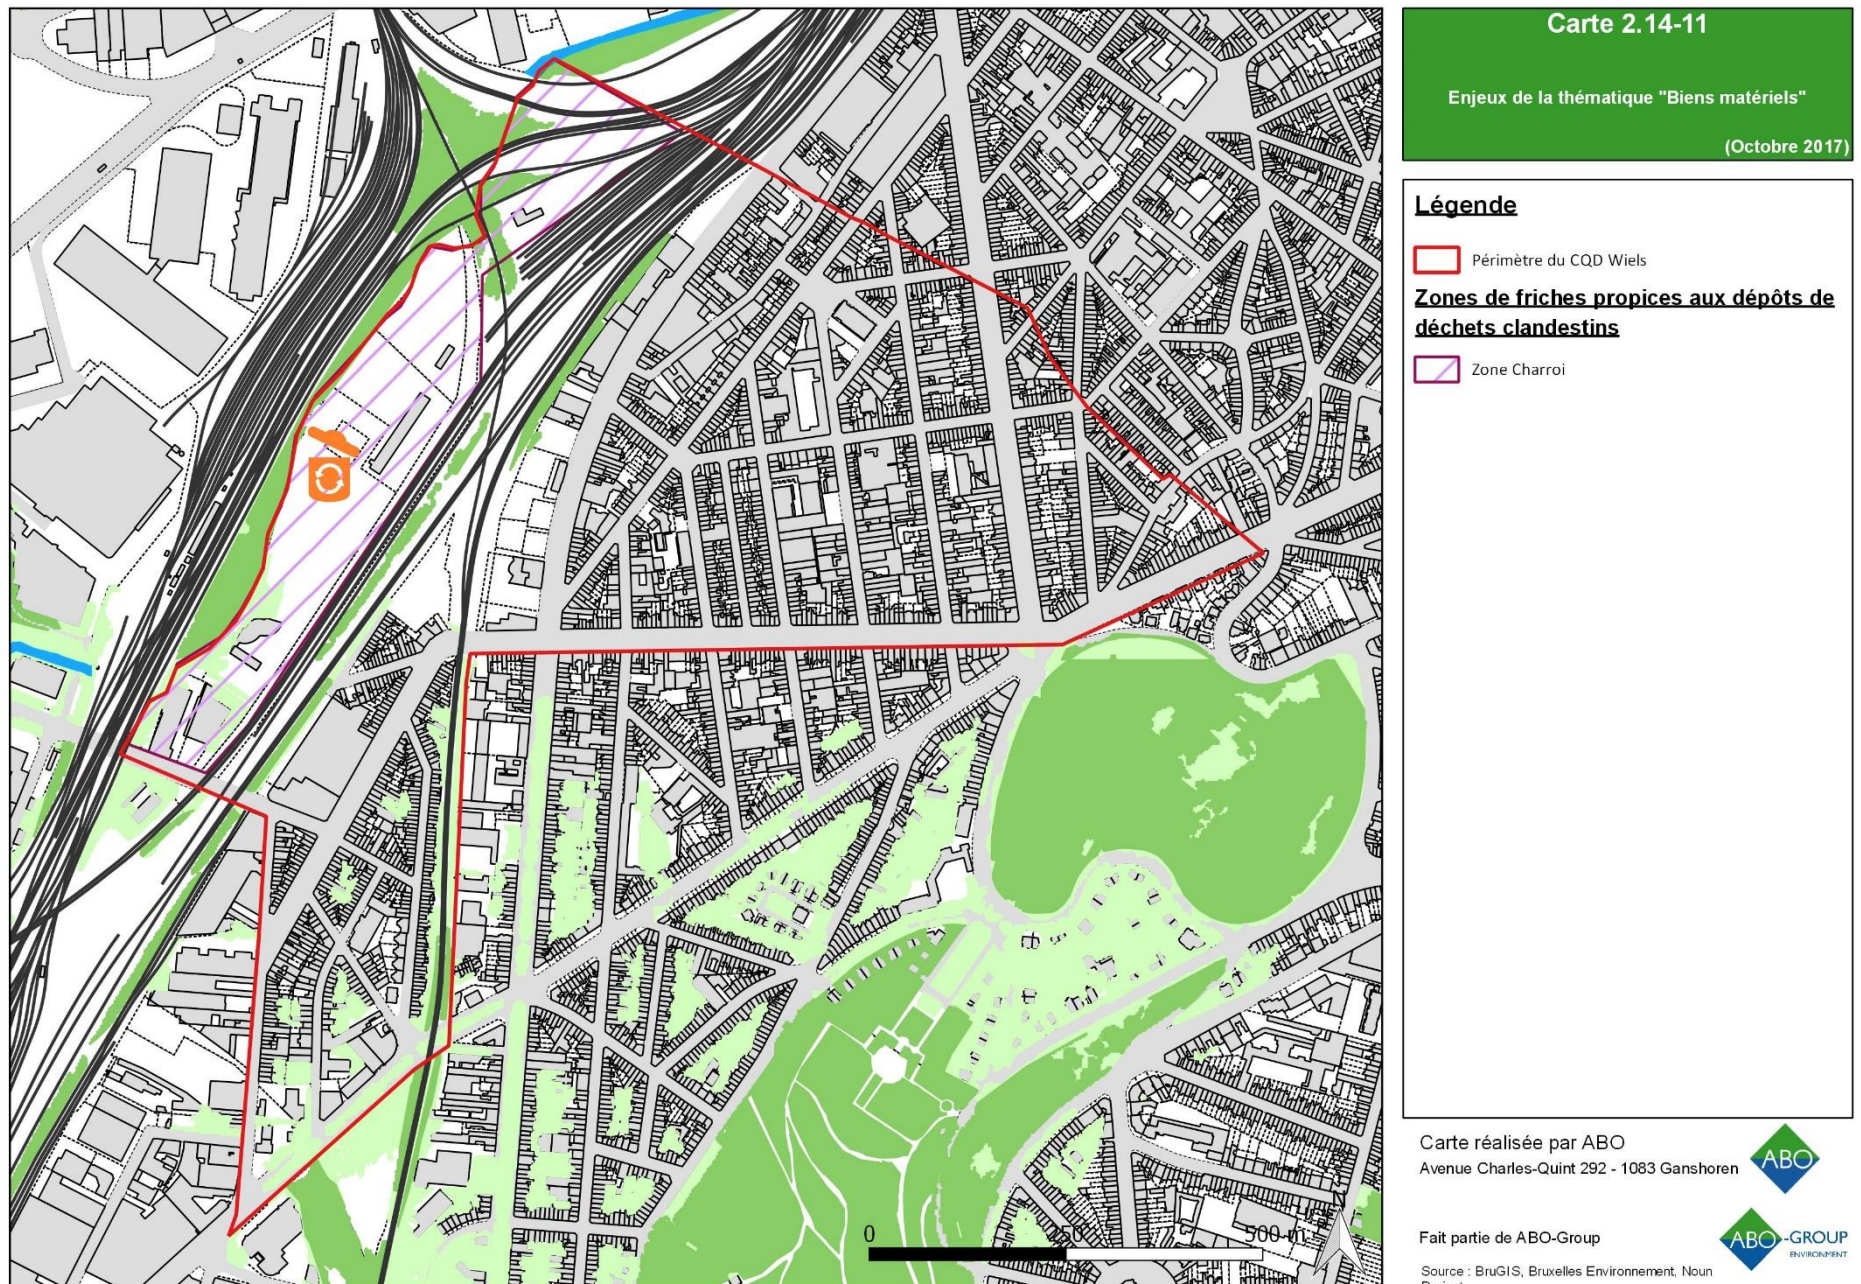 Carte 2.14-11
Enjeux de la thématique "Biens matériels"
(Octobre 2017)
Légende
Périmètre du CQD Wiels
Zones de friches propices aux dépôts de
déchets clandestins
Zone Charroi
0 250 500 m
Carte réalisée par ABO
Avenue Charles-Quint 292 - 1083 Ganshoren
ABO
Fait partie de ABO-Group
ABO-GROUP
ENVIRONMENT
Source : BruGIS, Bruxelles Environnement, Noun